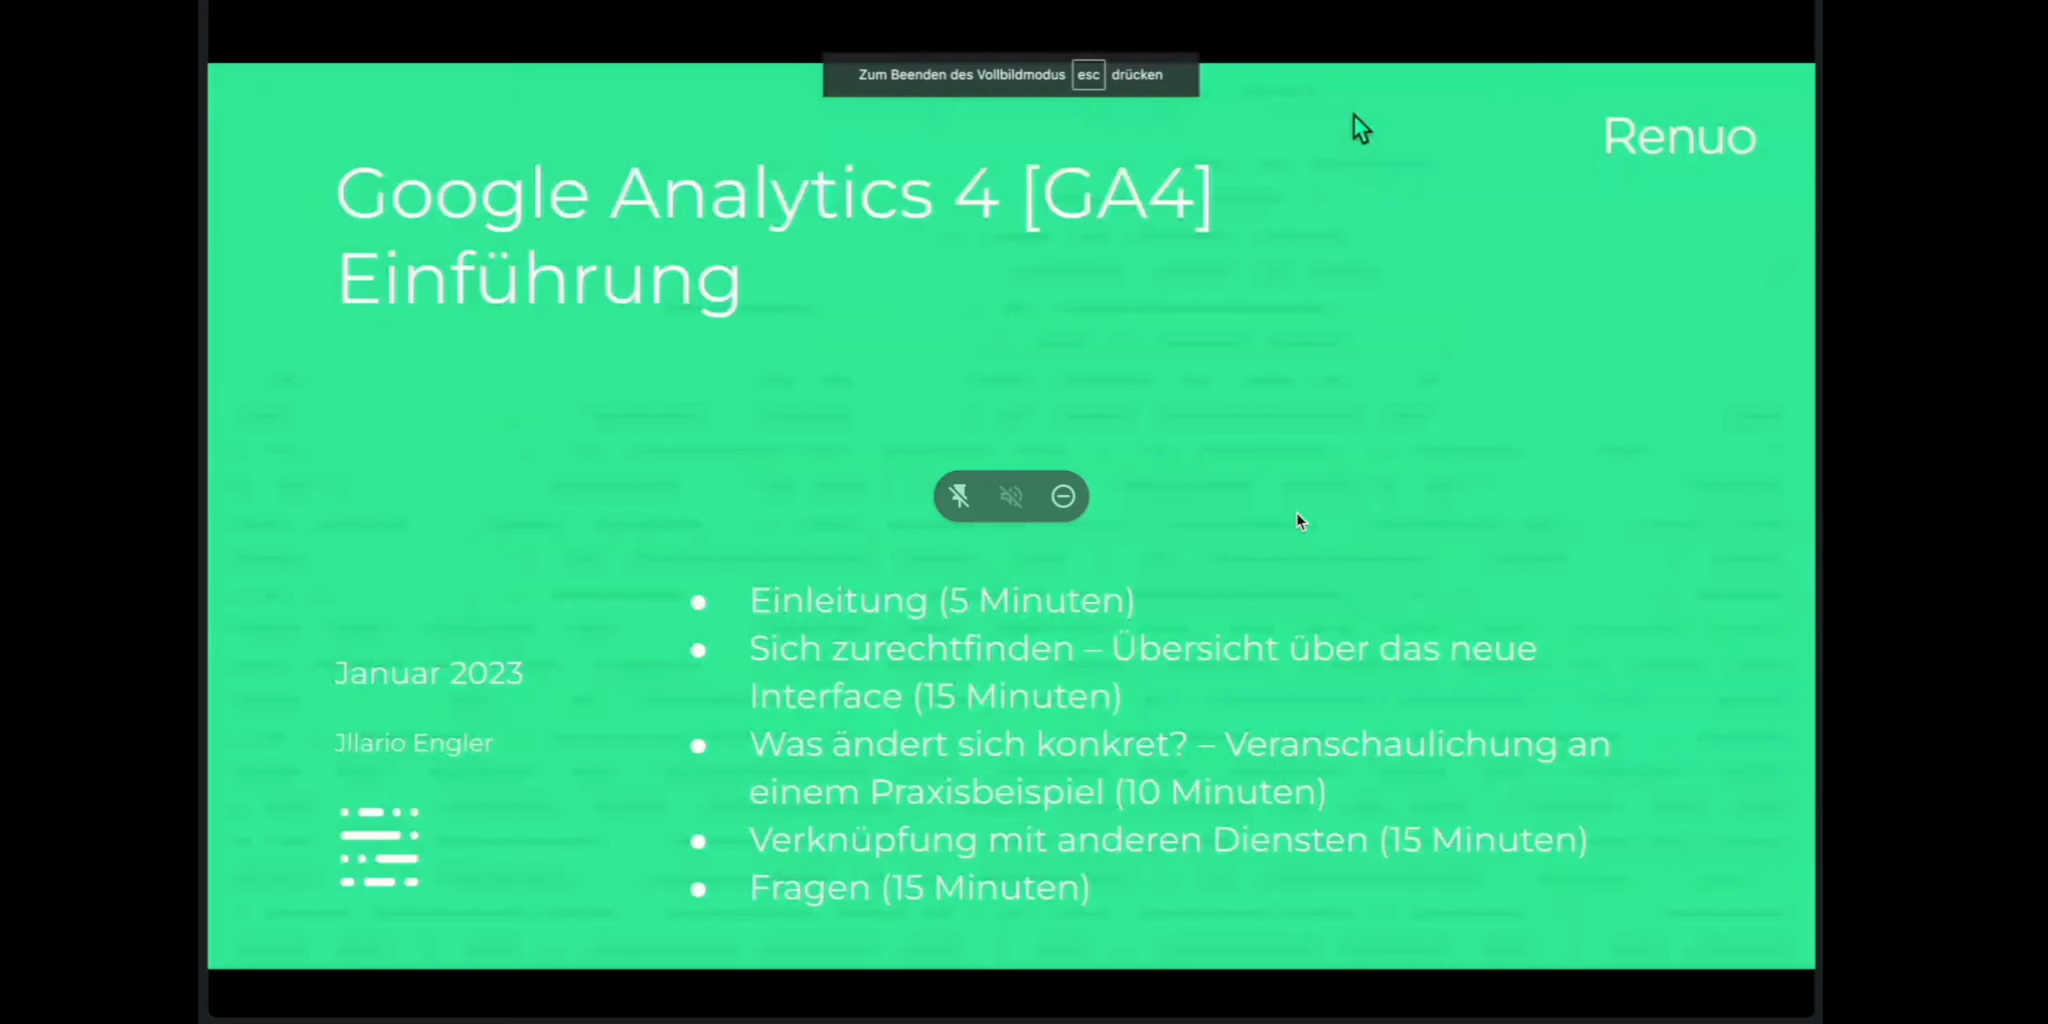 Zum Beenden des Vollbildmodus esc drücken
Renuo
Google Analytics 4 [GA4]
Einführung
Januar 2023
Jllario Engler
● Einleitung (5 Minuten)
● Sich zurechtfinden – Übersicht über das neue
Interface (15 Minuten)
● Was ändert sich konkret? – Veranschaulichung an
einem Praxisbeispiel (10 Minuten)
● Verknüpfung mit anderen Diensten (15 Minuten)
● Fragen (15 Minuten)